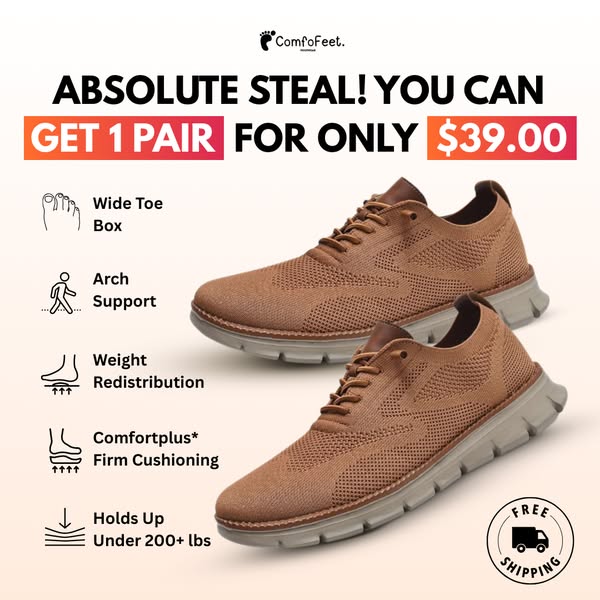 ComfoFeet.
ABSOLUTE STEAL! YOU CAN
GET 1 PAIR FOR ONLY $39.00
Wide Toe
Box
Arch
Support
Weight
Redistribution
Comfortplus*
Firm Cushioning
Holds Up
Under 200+ lbs
FREE
SHIPPING